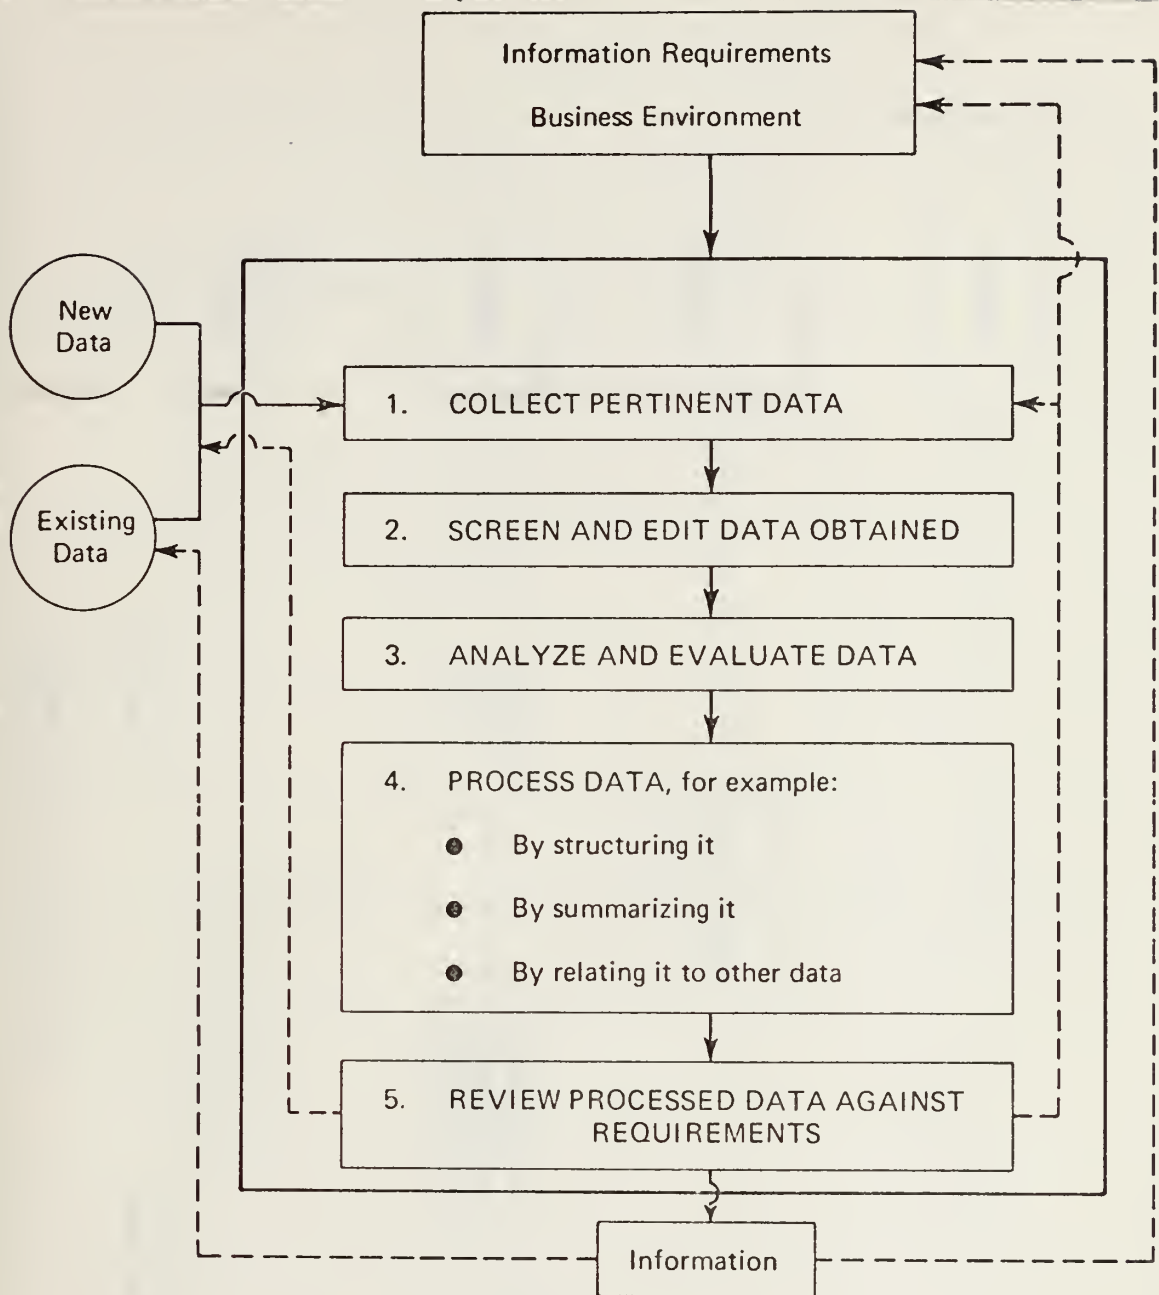 Information Requirements
Business Environment
New
Data
Existing
Data
1. COLLECT PERTINENT DATA
2. SCREEN AND EDIT DATA OBTAINED
3. ANALYZE AND EVALUATE DATA
4. PROCESS DATA, for example:
● By structuring it
● By summarizing it
● By relating it to other data
5. REVIEW PROCESSED DATA AGAINST
REQUIREMENTS
Information